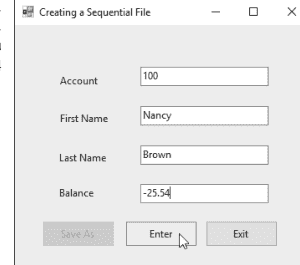 Creating a Sequential File
Account 100
First Name Nancy
Last Name Brown
Balance -25.54
Save As Enter Exit